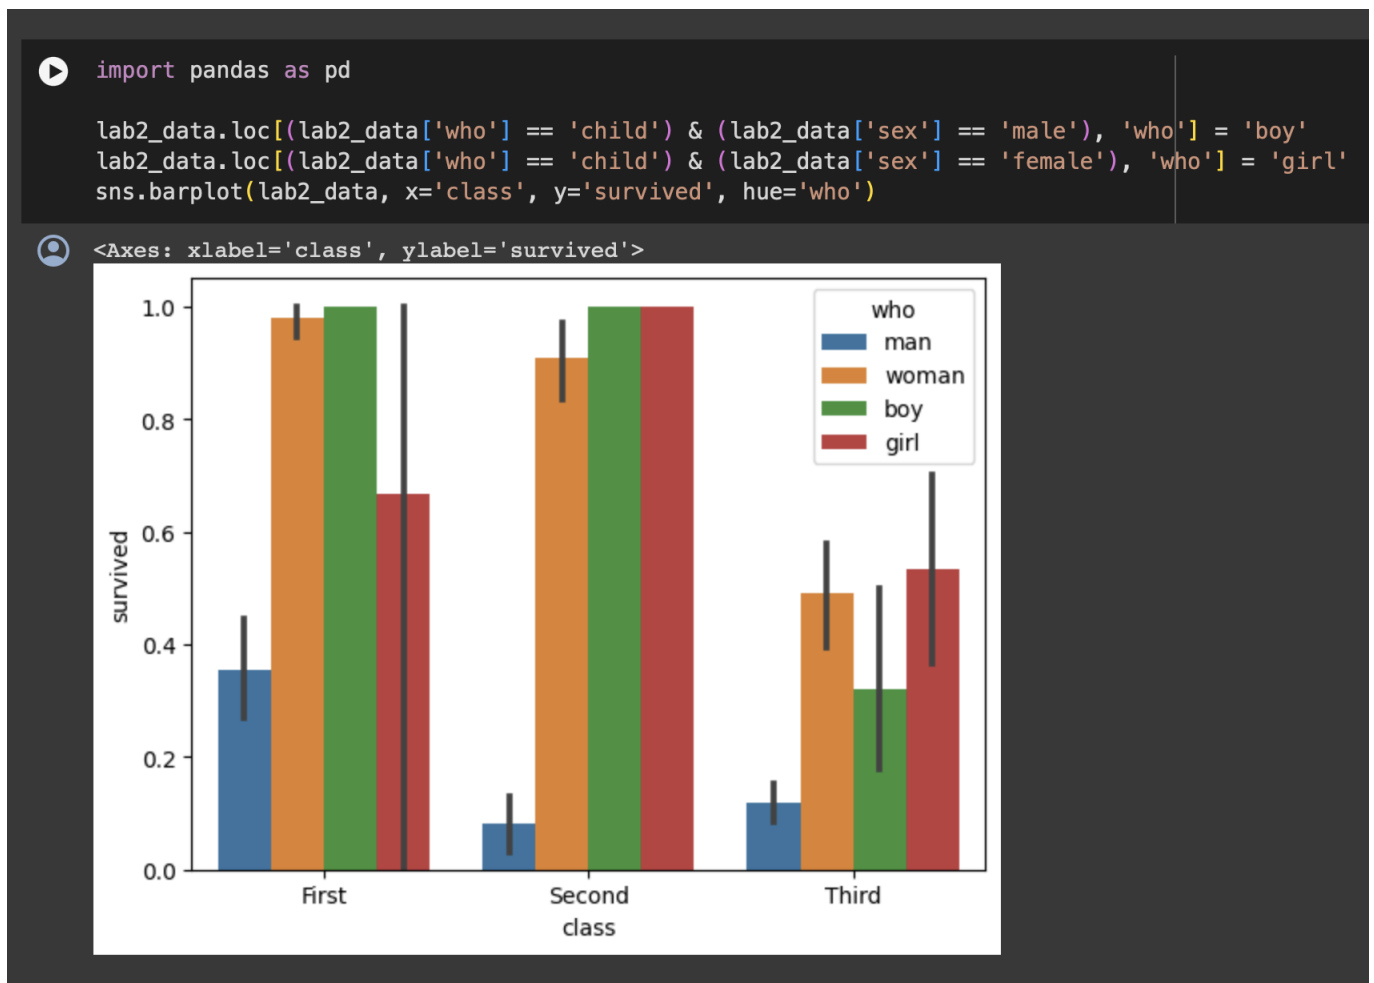 import pandas as pd
lab2_data.loc[(lab2_data['who'] == 'child') & (lab2_data['sex'] == 'male'), 'who'] = 'boy'
lab2_data.loc[(lab2_data['who'] == 'child') & (lab2_data['sex'] == 'female'), 'who'] = 'girl'
sns.barplot(lab2_data, x='class', y='survived', hue='who')
<Axes: xlabel='class', ylabel='survived'>
1.0
0.8
0.6
0.4
0.2
0.0
survived
who
man
woman
boy
girl
First Second Third
class